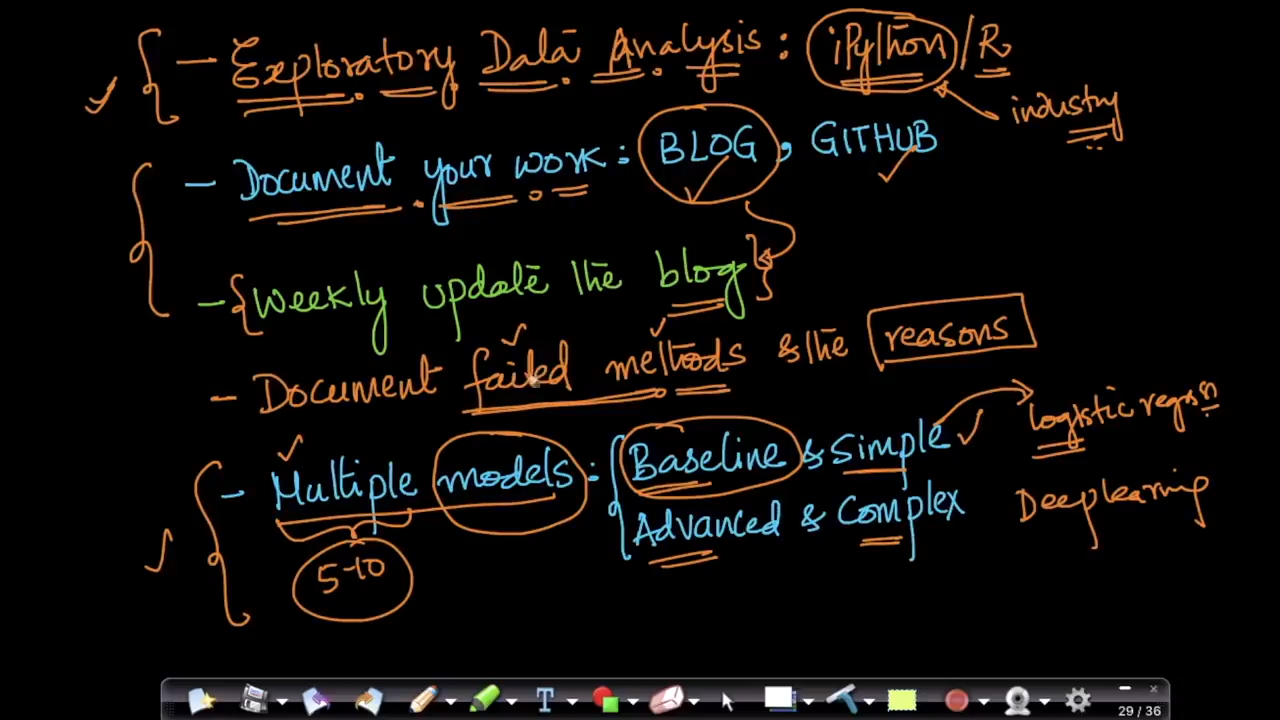 - Exploratory Data Analysis : iPython / R
industry
- Document your work : BLOG , GITHUB
- {Weekly update the blog}
- Document failed methods & the reasons
- Multiple models : Baseline & Simple
logistic regrsn
Advanced & Complex Deeplearning
5-10
T
29 / 36